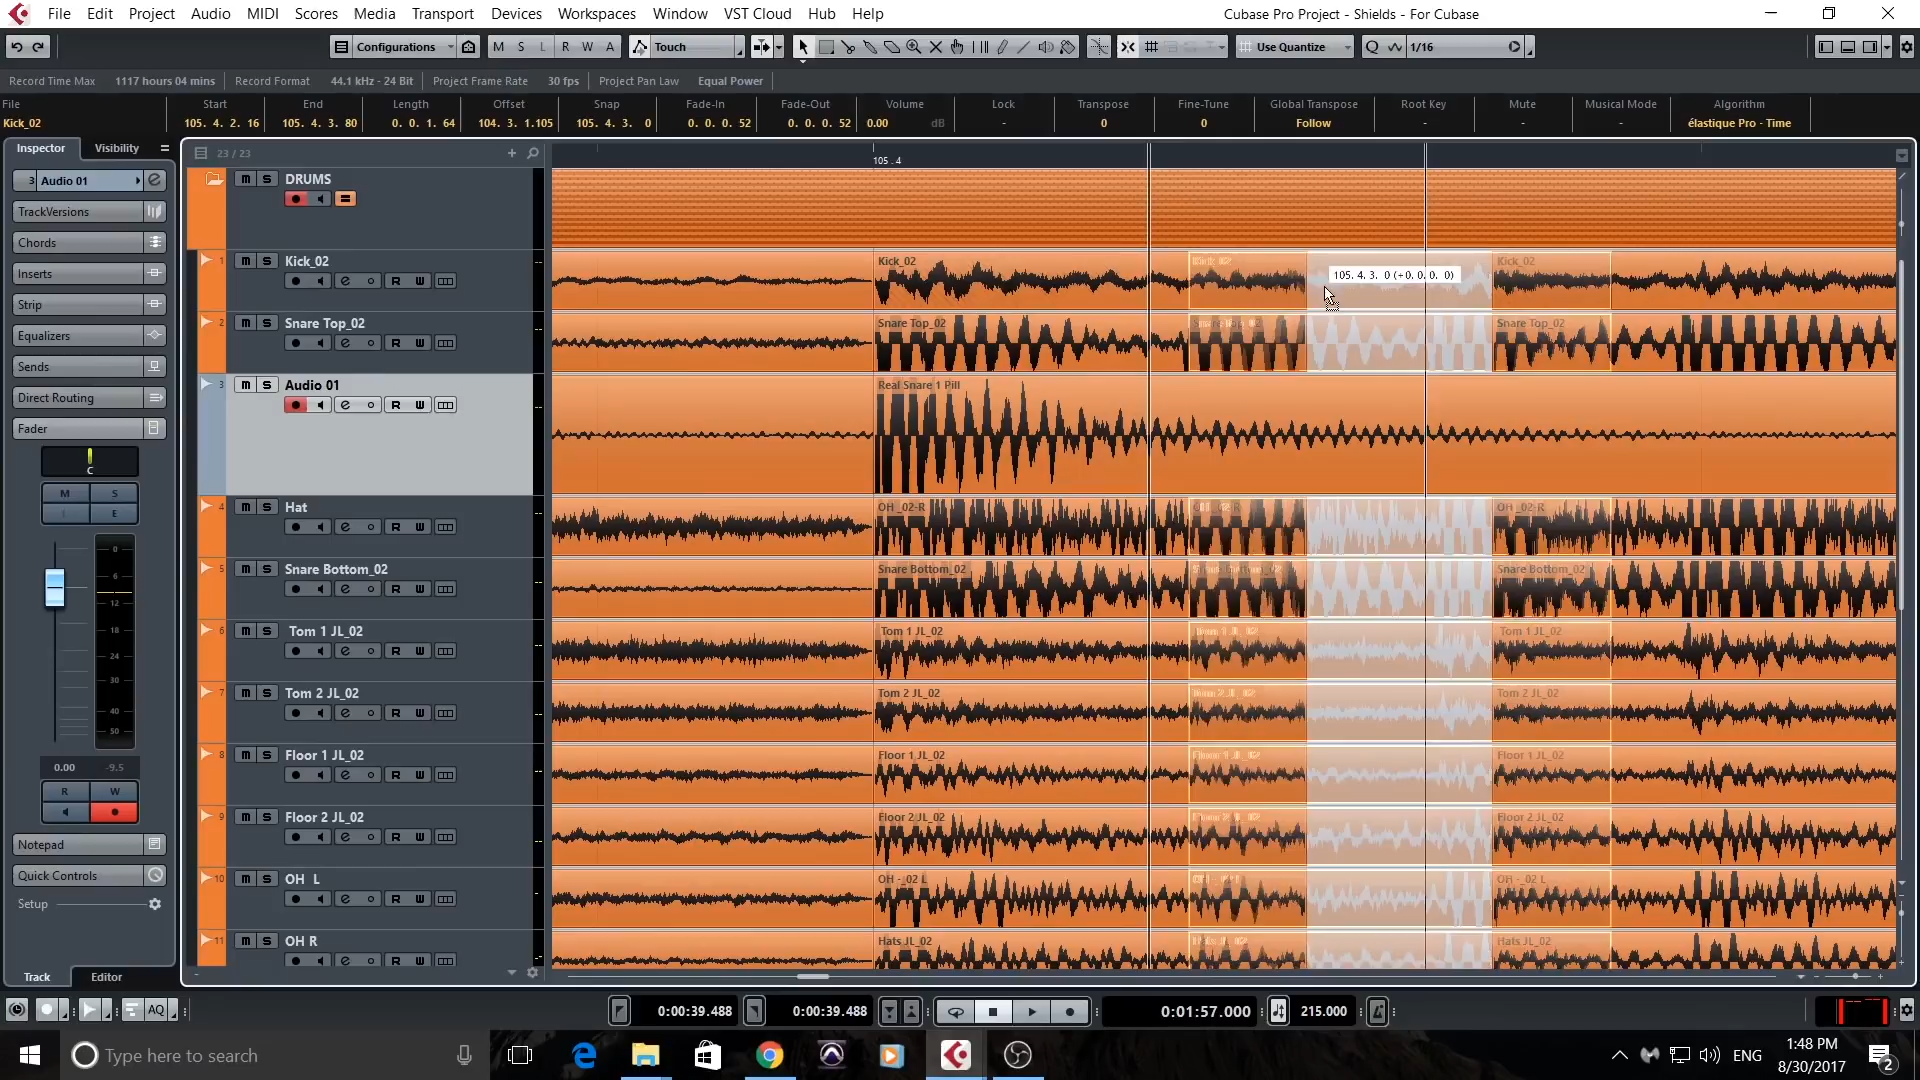 File Edit Project Audio MIDI Scores Media Transport Devices Workspaces Window VST Cloud Hub Help
Cubase Pro Project - Shields - For Cubase
Configurations M S L R W A Touch Use Quantize Q 1/16
Record Time Max 1117 hours 04 mins Record Format 44.1 kHz - 24 Bit Project Frame Rate 30 fps Project Pan Law Equal Power
File Start End Length Offset Snap Fade-In Fade-Out Volume Lock Transpose Fine-Tune Global Transpose Root Key Mute Musical Mode Algorithm
Kick_02 105. 4. 2. 16 105. 4. 3. 80 0. 0. 1. 64 104. 3. 1.105 105. 4. 3. 0 0. 0. 0. 52 0. 0. 0. 52 0.00 dB - 0 0 Follow - - - élastique Pro - Time
Inspector Visibility
23 / 23
105 . 4
3 Audio 01
TrackVersions
Chords
Inserts
Strip
Equalizers
Sends
Direct Routing
Fader
C
M S
E
0
6
12
18
24
30
40
50
0.00 -9.5
R W
Notepad
Quick Controls
Setup
Track Editor
m S DRUMS
1 m S Kick_02
R W
2 m S Snare Top_02
R W
3 m S Audio 01
R W
4 m S Hat
R W
5 m S Snare Bottom_02
R W
6 m S Tom 1 JL_02
R W
7 m S Tom 2 JL_02
R W
8 m S Floor 1 JL_02
R W
9 m S Floor 2 JL_02
R W
10 m S OH L
R W
11 m S OH R
R W
Kick_02 Kick_02 Kick_02
105. 4. 3. 0 (+0. 0. 0. 0)
Snare Top_02 Snare Top_02
Real Snare 1 Pill
OH _02-R OH _02-R
Snare Bottom_02 Snare Bottom_02
Tom 1 JL_02 Tom 1 JL_02
Tom 2 JL_02 Tom 2 JL_02
Floor 1 JL_02 Floor 1 JL_02
Floor 2 JL_02 Floor 2 JL_02
OH -_02 L OH -_02 L
Hats JL_02 Hats JL_02
AQ 0:00:39.488 0:00:39.488 0:01:57.000 215.000
Type here to search
ENG
1:48 PM
8/30/2017
2